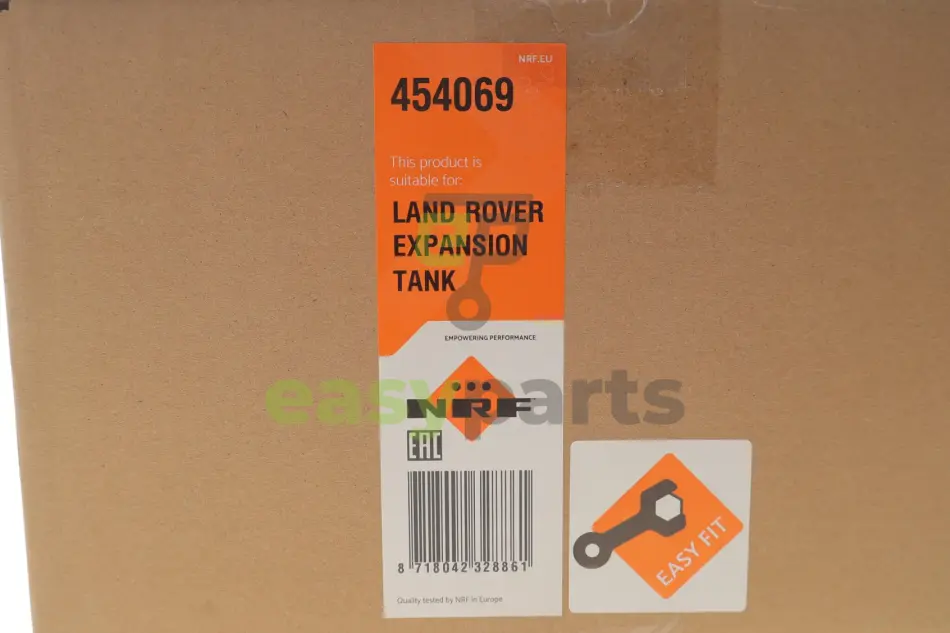 NRF.EU
454069
This product is
suitable for:
LAND ROVER
EXPANSION
TANK
EMPOWERING PERFORMANCE
easyparts
NRF
EAC
8 718042 328861
Quality tested by NRF in Europe
EASY FIT